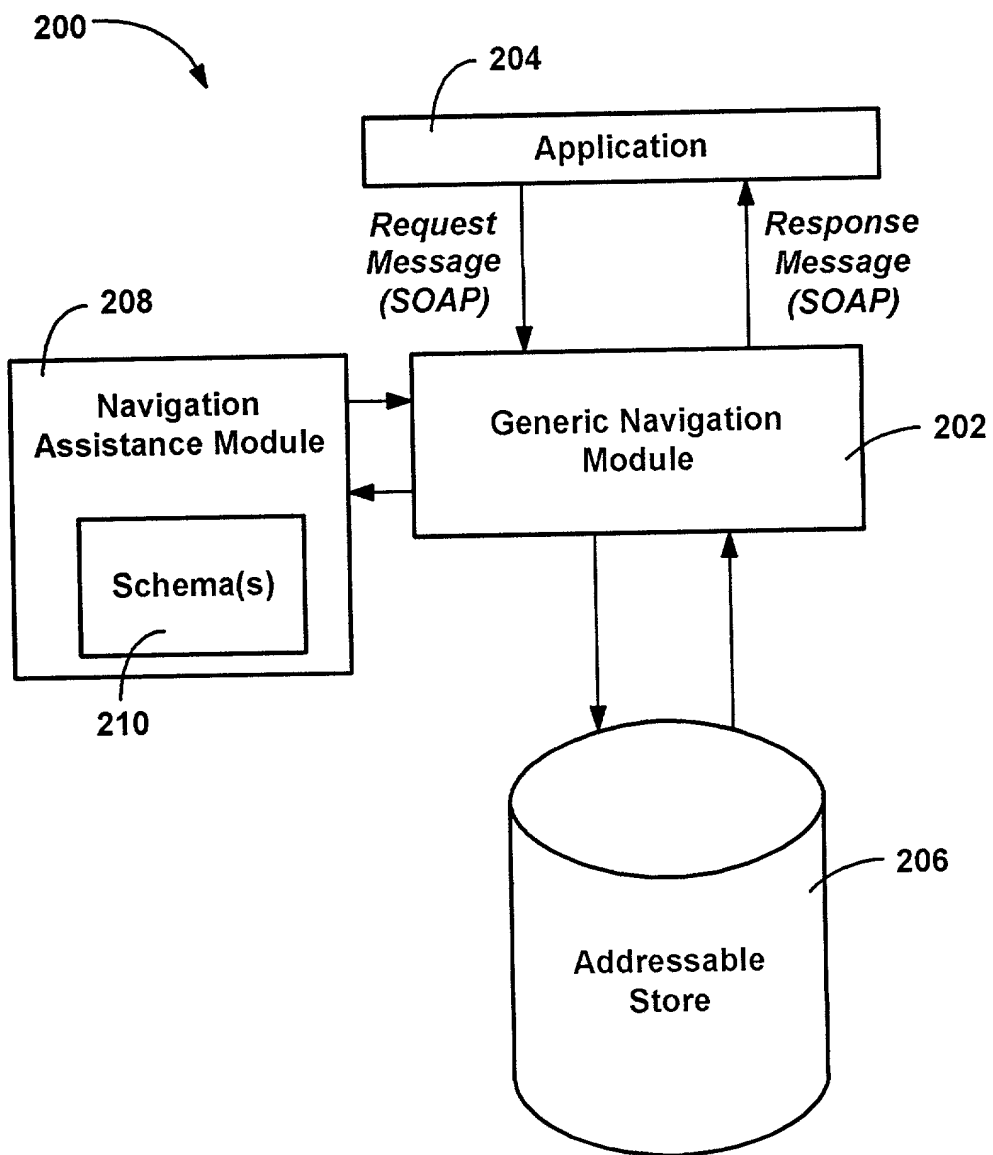 200
204
Application
Request
Message
(SOAP)
Response
Message
(SOAP)
208
Navigation
Assistance Module
Generic Navigation
Module
202
Schema(s)
210
206
Addressable
Store